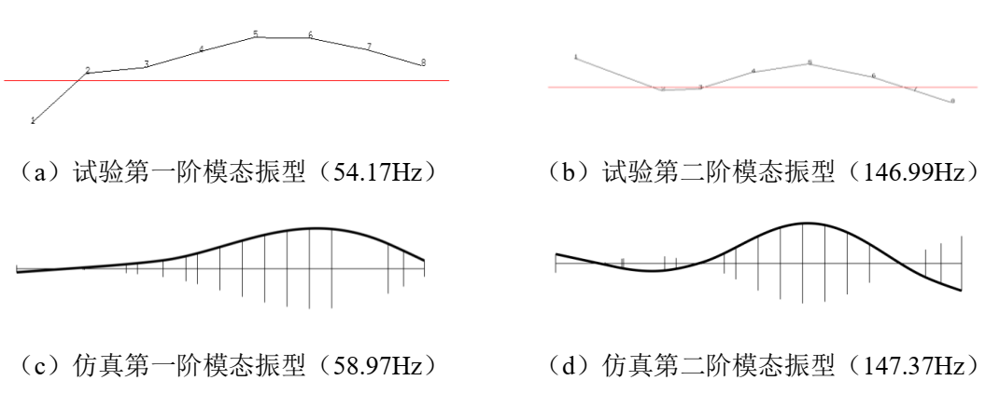 1 2 3 4 5 6 7 8
1 2 3 4 5 6 7 8
（a）试验第一阶模态振型（54.17Hz）
（b）试验第二阶模态振型（146.99Hz）
（c）仿真第一阶模态振型（58.97Hz）
（d）仿真第二阶模态振型（147.37Hz）